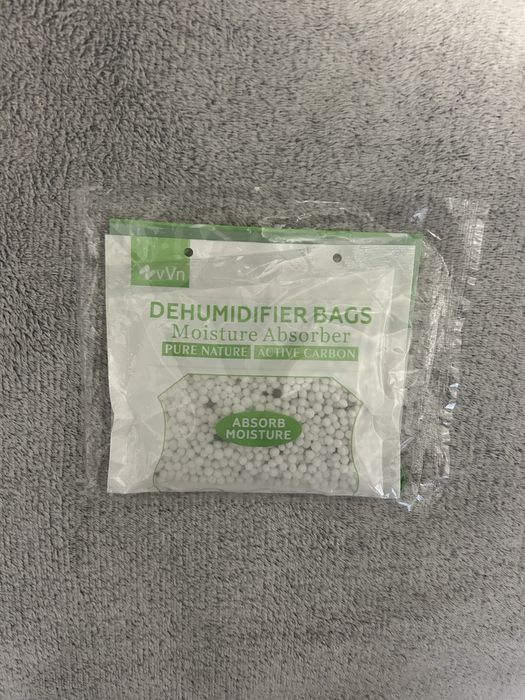 vVn
DEHUMIDIFIER BAGS
Moisture Absorber
PURE NATURE ACTIVE CARBON
ABSORB
MOISTURE